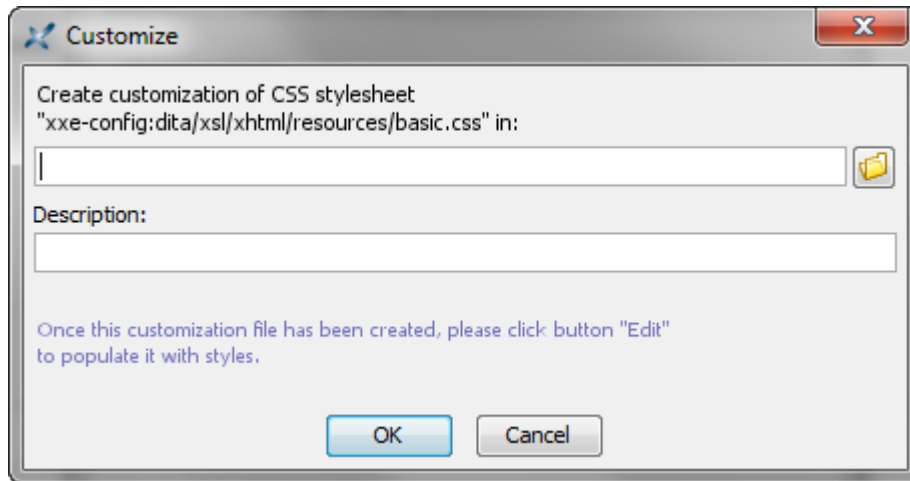 Customize
Create customization of CSS stylesheet
"xxe-config:dita/xsl/xhtml/resources/basic.css" in:
Description:
Once this customization file has been created, please click button "Edit"
to populate it with styles.
OK Cancel